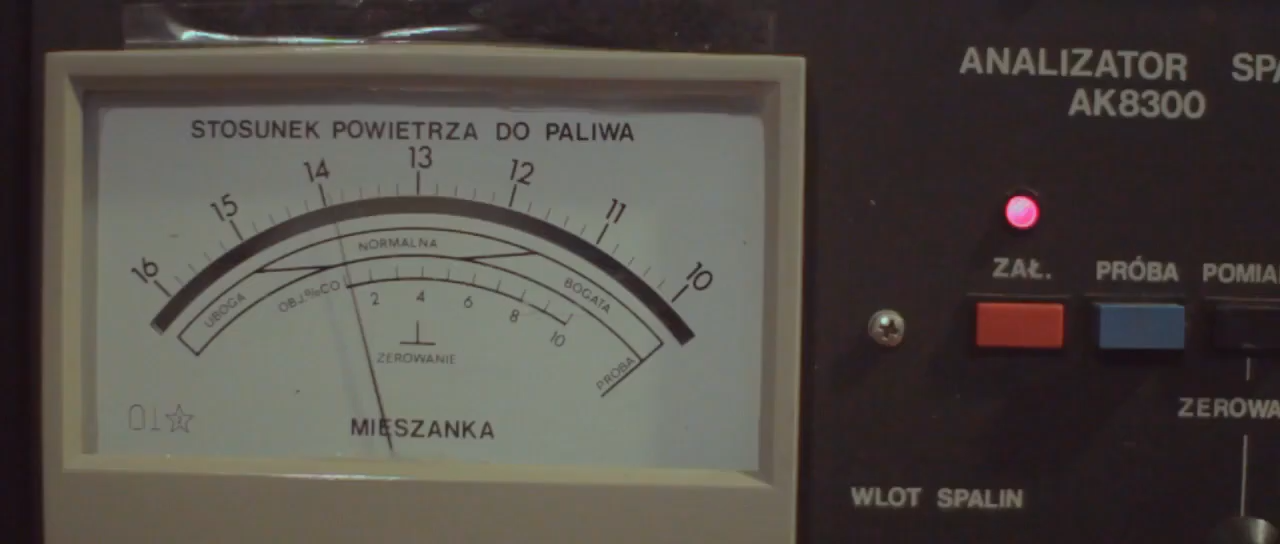 STOSUNEK POWIETRZA DO PALIWA
16 15 14 13 12 11 10
UBOGA NORMALNA BOGATA
OBJ.%CO 2 4 6 8 10
ZEROWANIE
PRÓBA
MIESZANKA
ANALIZATOR SPA
AK8300
ZAŁ. PRÓBA POMIA
ZEROWA
WLOT SPALIN